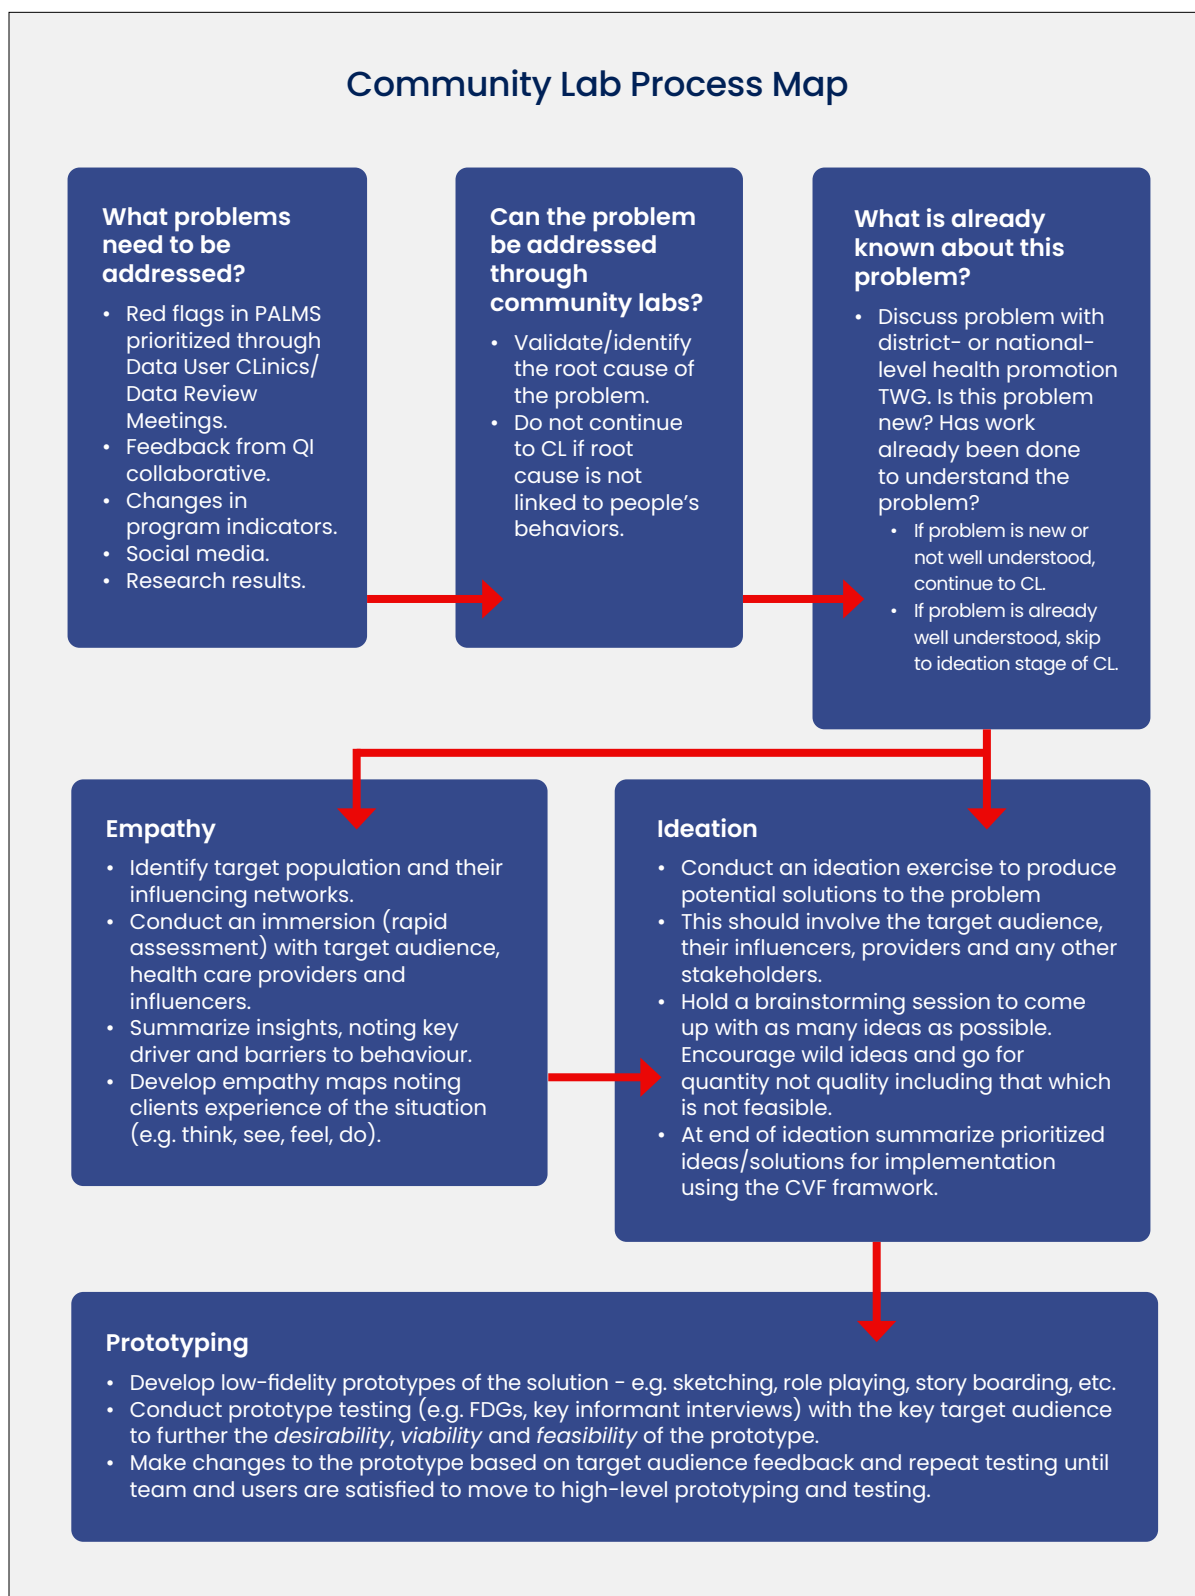 Community Lab Process Map
What problems
need to be
addressed?
• Red flags in PALMS
prioritized through
Data User CLinics/
Data Review
Meetings.
• Feedback from QI
collaborative.
• Changes in
program indicators.
• Social media.
• Research results.
Can the problem
be addressed
through
community labs?
• Validate/identify
the root cause of
the problem.
• Do not continue
to CL if root
cause is not
linked to people’s
behaviors.
What is already
known about this
problem?
• Discuss problem with
district- or national-
level health promotion
TWG. Is this problem
new? Has work
already been done
to understand the
problem?
• If problem is new or
not well understood,
continue to CL.
• If problem is already
well understood, skip
to ideation stage of CL.
Empathy
• Identify target population and their
influencing networks.
• Conduct an immersion (rapid
assessment) with target audience,
health care providers and
influencers.
• Summarize insights, noting key
driver and barriers to behaviour.
• Develop empathy maps noting
clients experience of the situation
(e.g. think, see, feel, do).
Ideation
• Conduct an ideation exercise to produce
potential solutions to the problem
• This should involve the target audience,
their influencers, providers and any other
stakeholders.
• Hold a brainstorming session to come
up with as many ideas as possible.
Encourage wild ideas and go for
quantity not quality including that which
is not feasible.
• At end of ideation summarize prioritized
ideas/solutions for implementation
using the CVF framwork.
Prototyping
• Develop low-fidelity prototypes of the solution - e.g. sketching, role playing, story boarding, etc.
• Conduct prototype testing (e.g. FDGs, key informant interviews) with the key target audience
to further the desirability, viability and feasibility of the prototype.
• Make changes to the prototype based on target audience feedback and repeat testing until
team and users are satisfied to move to high-level prototyping and testing.